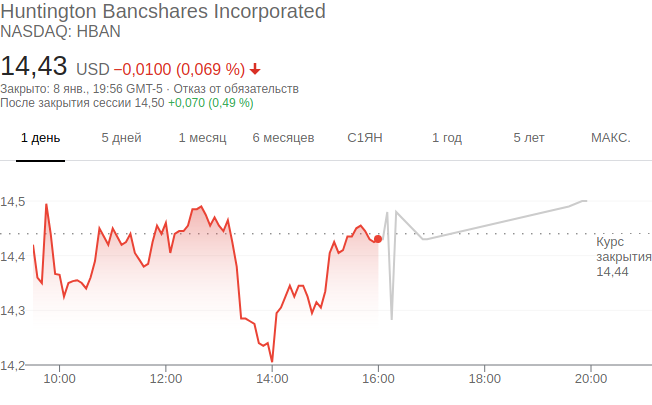 Huntington Bancshares Incorporated
NASDAQ: HBAN
14,43 USD −0,0100 (0,069 %)
Закрыто: 8 янв., 19:56 GMT-5 · Отказ от обязательств
После закрытия сессии 14,50 +0,070 (0,49 %)
1 день 5 дней 1 месяц 6 месяцев С1ЯН 1 год 5 лет МАКС.
14,5
14,4
14,3
14,2
Курс
закрытия
14,44
10:00 12:00 14:00 16:00 18:00 20:00